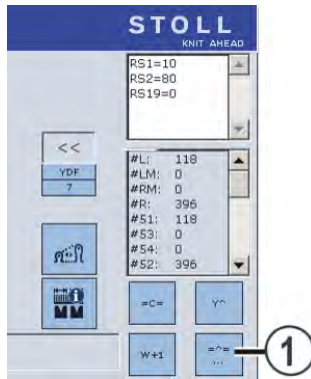 STOLL
KNIT AHEAD
RS1=10
RS2=80
RS19=0
<<
YDF
7
#L: 118
#LM: 0
#RM: 0
#R: 396
#51: 118
#53: 0
#54: 0
#52: 396
=C=
Y^
W+1
=^=
...
1